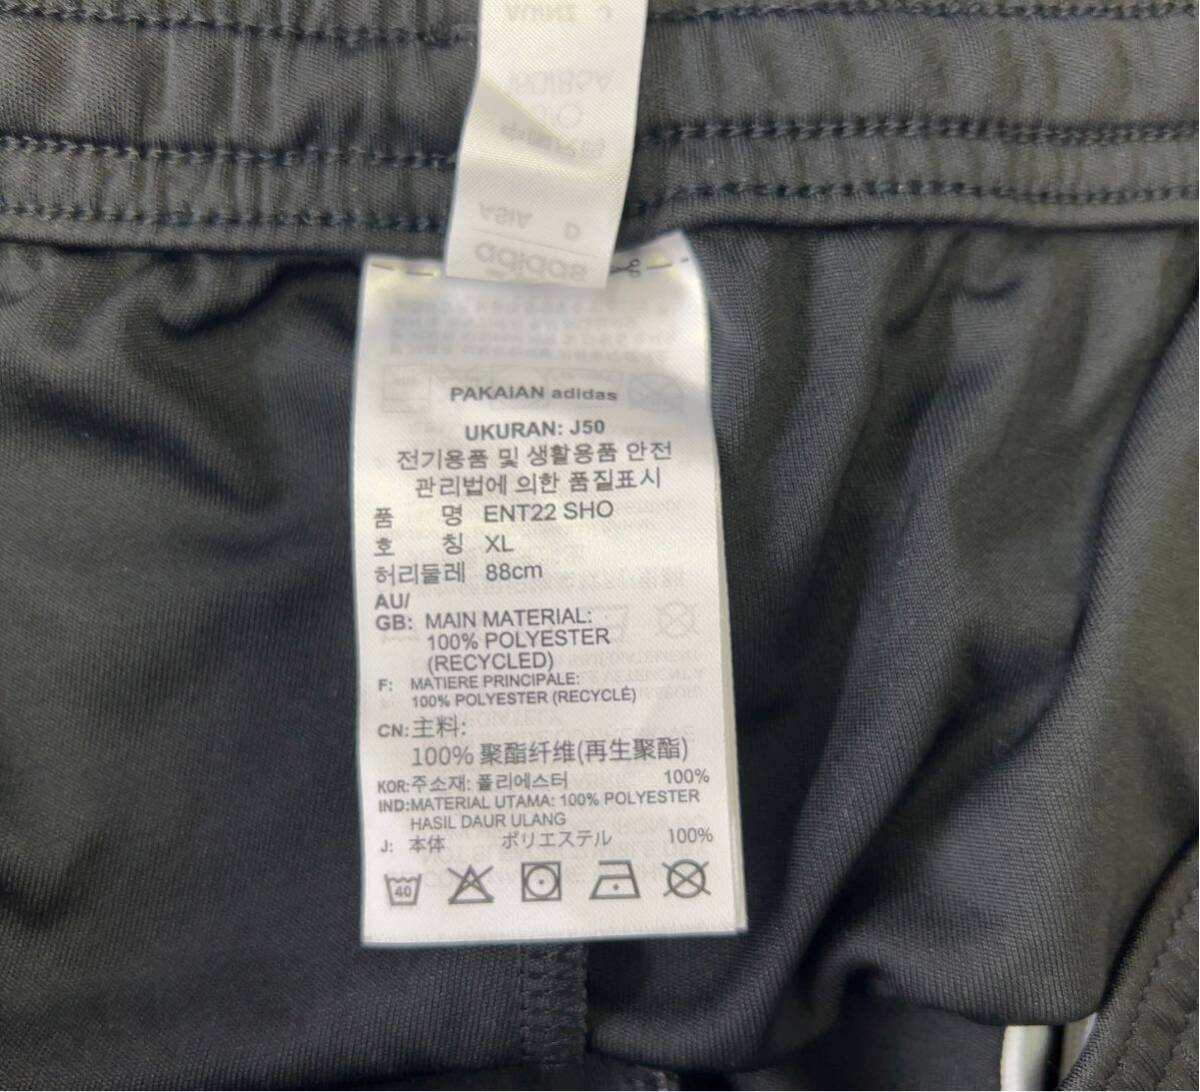 PAKAIAN adidas
UKURAN: J50
전기용품 및 생활용품 안전
관리법에 의한 품질표시
품 명 ENT22 SHO
호 칭 XL
허리둘레 88cm
AU/
GB: MAIN MATERIAL:
100% POLYESTER
(RECYCLED)
F: MATIERE PRINCIPALE:
100% POLYESTER (RECYCLÉ)
CN: 主料:
100% 聚酯纤维(再生聚酯)
KOR: 주소재: 폴리에스터 100%
IND: MATERIAL UTAMA: 100% POLYESTER
HASIL DAUR ULANG
J: 本体 ポリエステル 100%
40